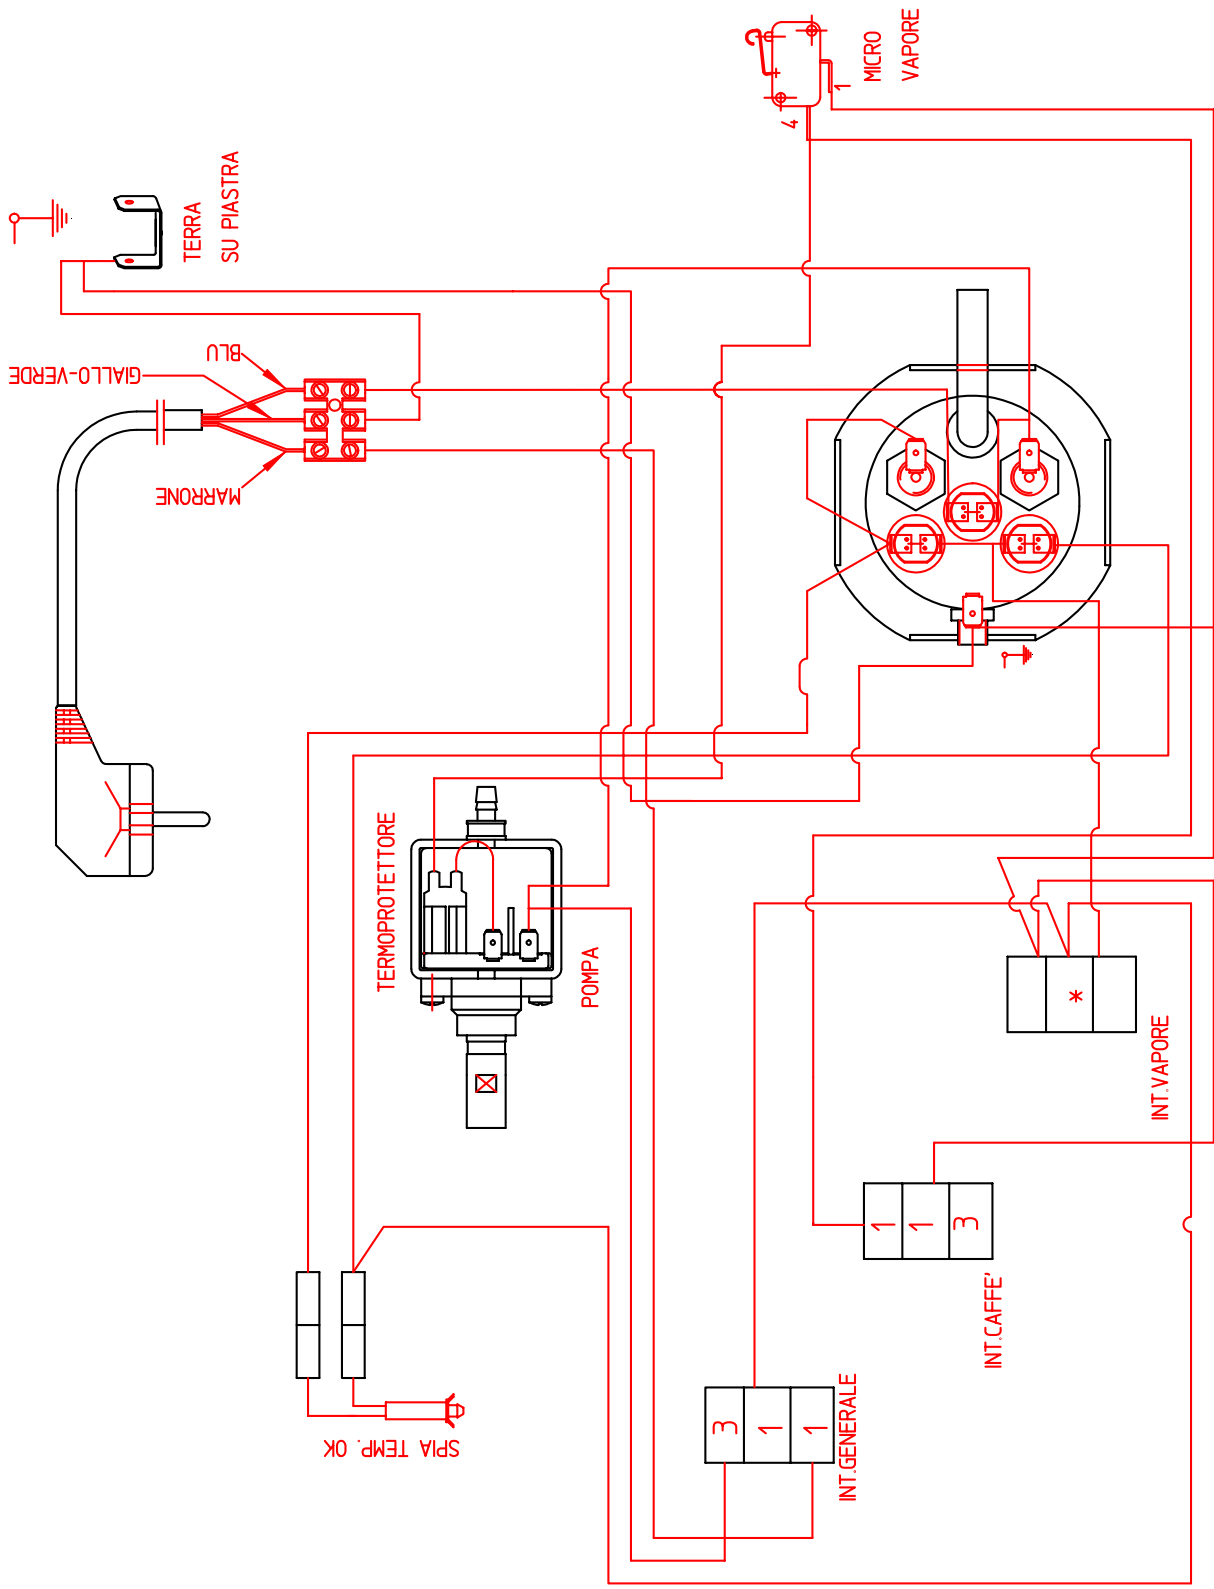 MICRO
VAPORE
4
1
TERRA
SU PIASTRA
BLU
GIALLO-VERDE
MARRONE
TERMOPROTETTORE
POMPA
*
INT.VAPORE
1
1
3
INT.CAFFE'
3
1
1
INT.GENERALE
SPIA TEMP. OK